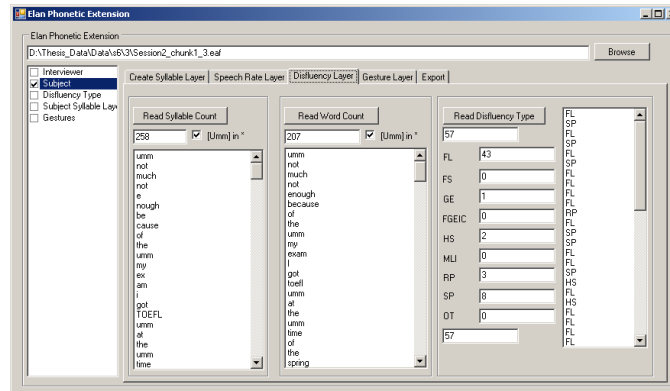 Elan Phonetic Extension
Elan Phonetic Extension
D:\Thesis_Data\Data\s6\3\Session2_chunk1_3.eaf
Browse
Interviewer
Subject
Disfluency Type
Subject Syllable Lay
Gestures
Create Syllable Layer
Speech Rate Layer
Disfluency Layer
Gesture Layer
Export
Read Syllable Count
258
[Umm] in *
umm
not
much
not
e
nough
be
cause
of
the
umm
my
ex
am
i
got
TOEFL
umm
at
the
umm
time
Read Word Count
207
[Umm] in *
umm
not
much
not
enough
because
of
the
umm
my
exam
I
got
toefl
umm
at
the
umm
time
of
the
spring
Read Disfluency Type
57
FL 43
FS 0
GE 1
FGEIC 0
HS 2
MLI 0
RP 3
SP 8
OT 0
57
FL
SP
FL
FL
SP
FL
SP
FL
FL
FL
FL
RP
FL
SP
SP
FL
FL
SP
HS
HS
FL
FL
FL
FL